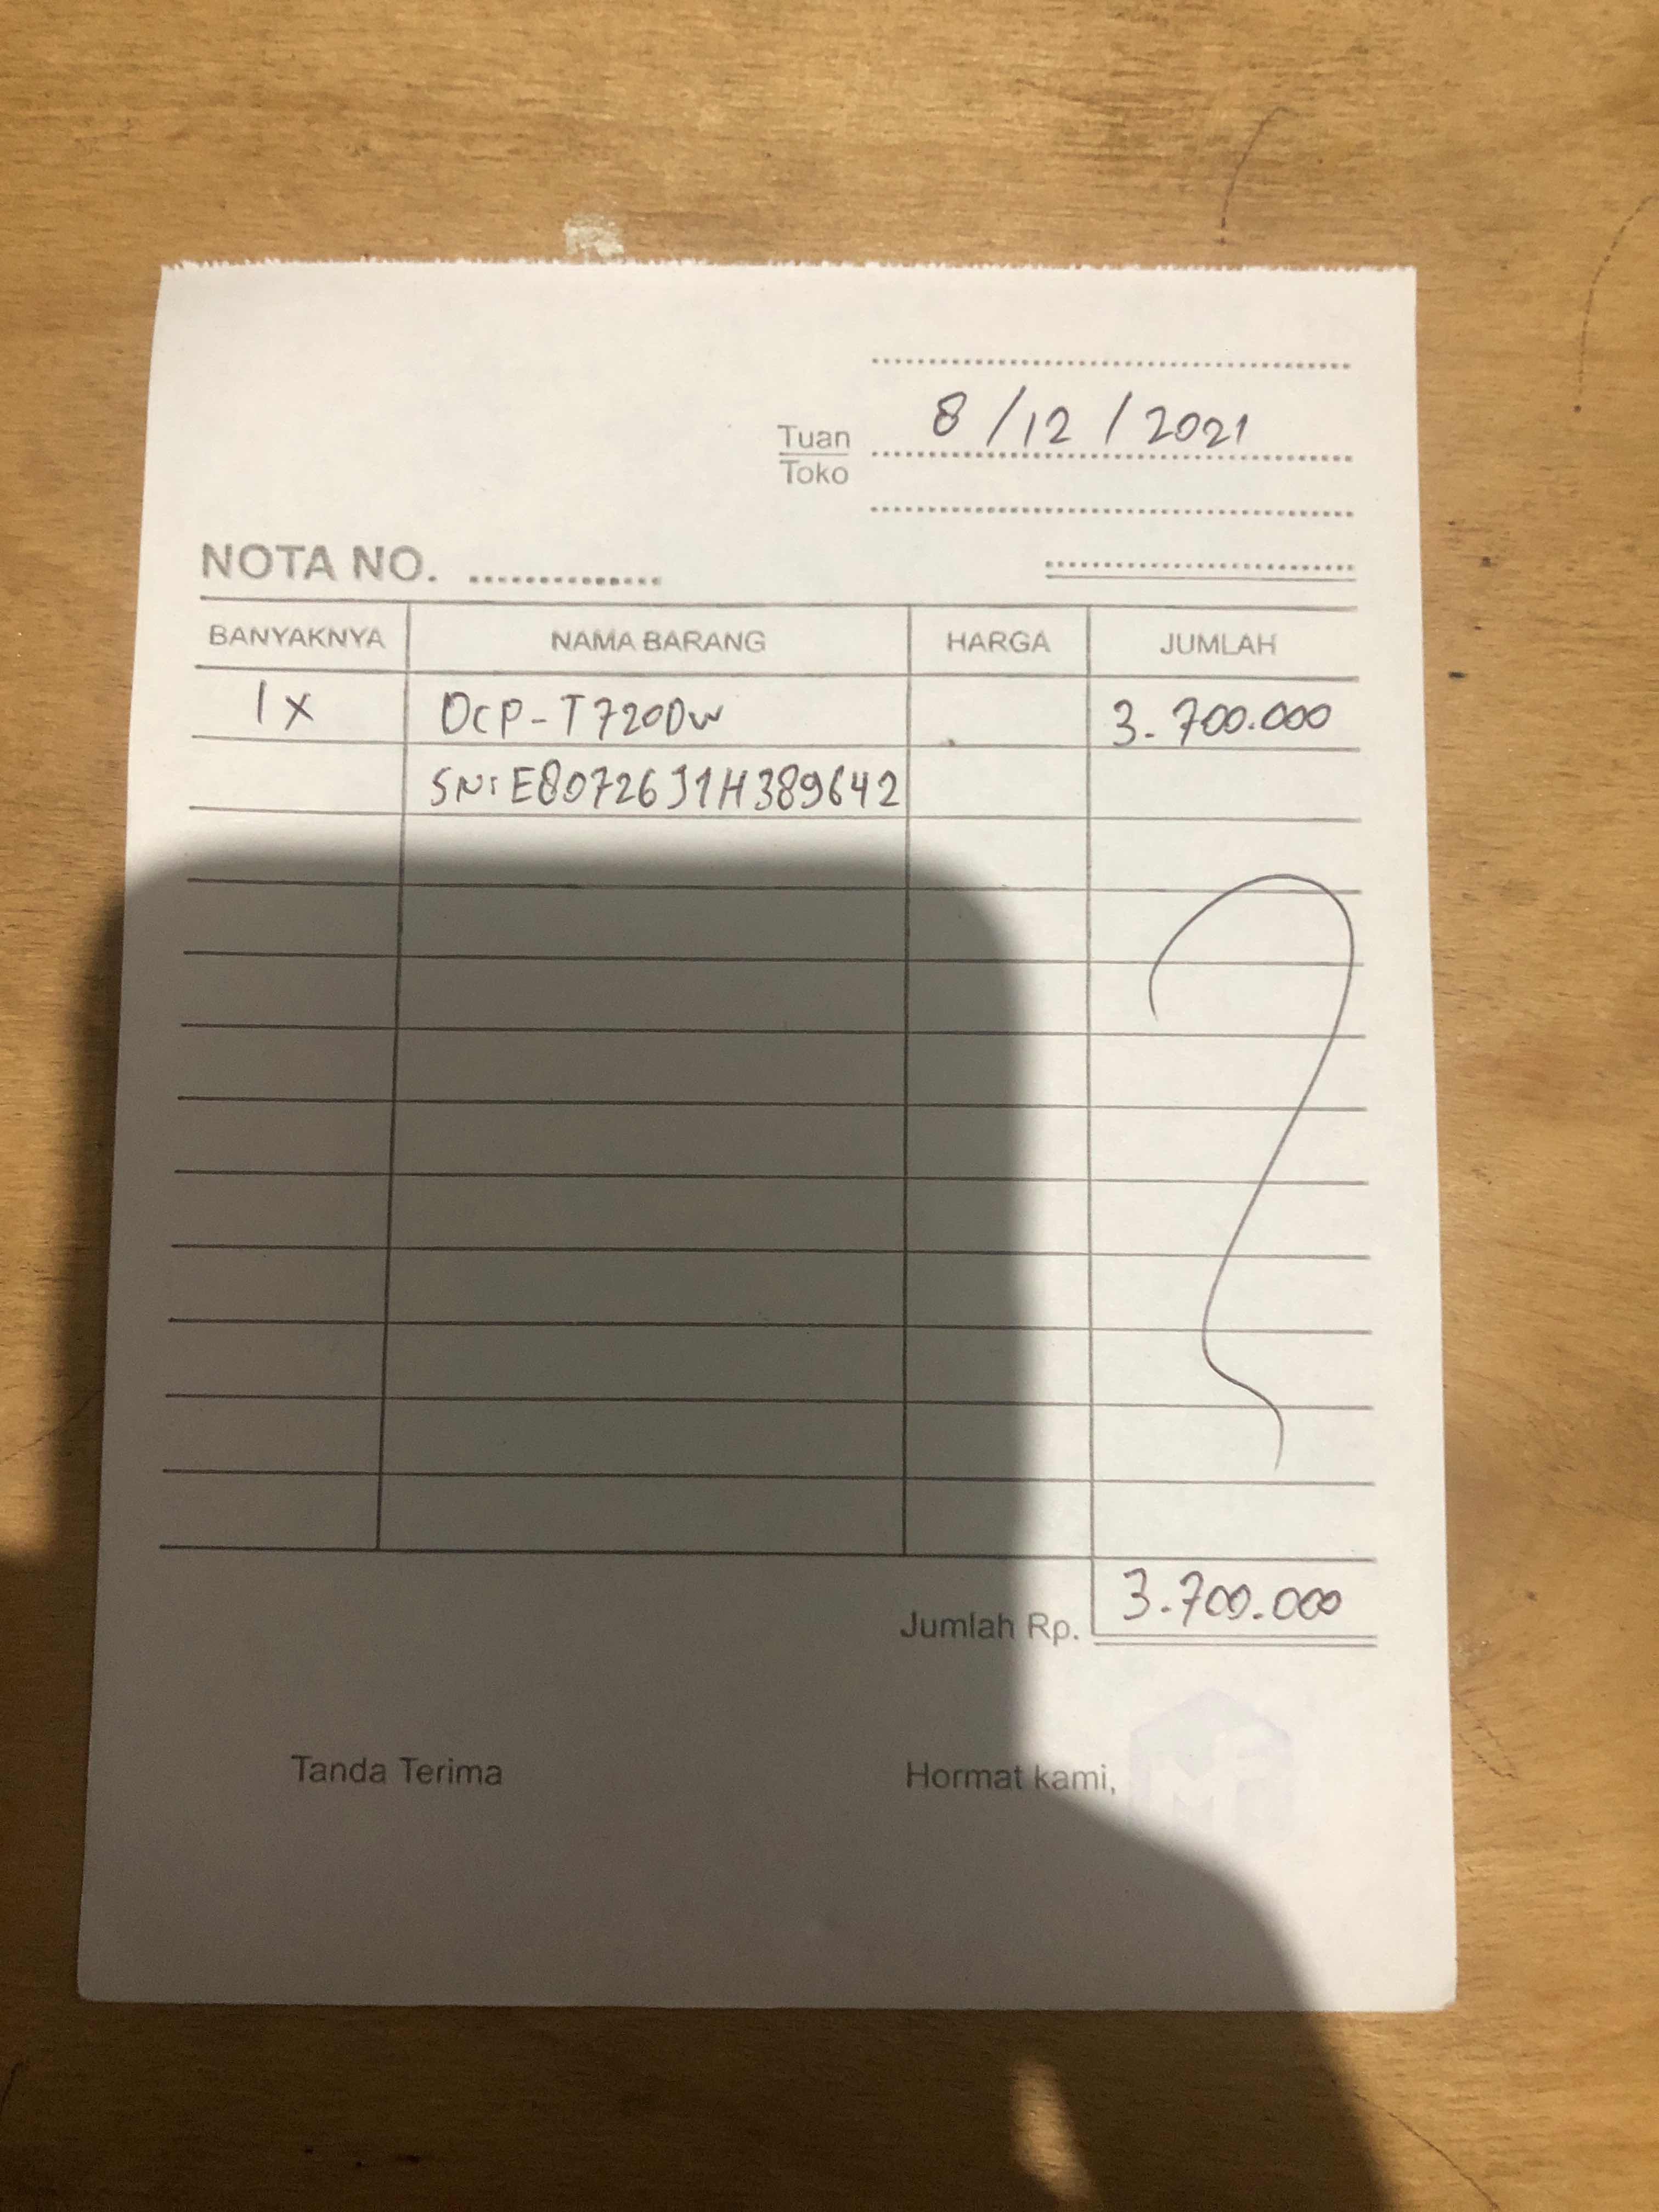 8/12/2021
Tuan
Toko
NOTA NO. ..............
BANYAKNYA NAMA BARANG HARGA JUMLAH
1x DCP-T720DW 3.700.000
SN: E80726J1H389642
Jumlah Rp. 3.700.000
Tanda Terima Hormat kami,